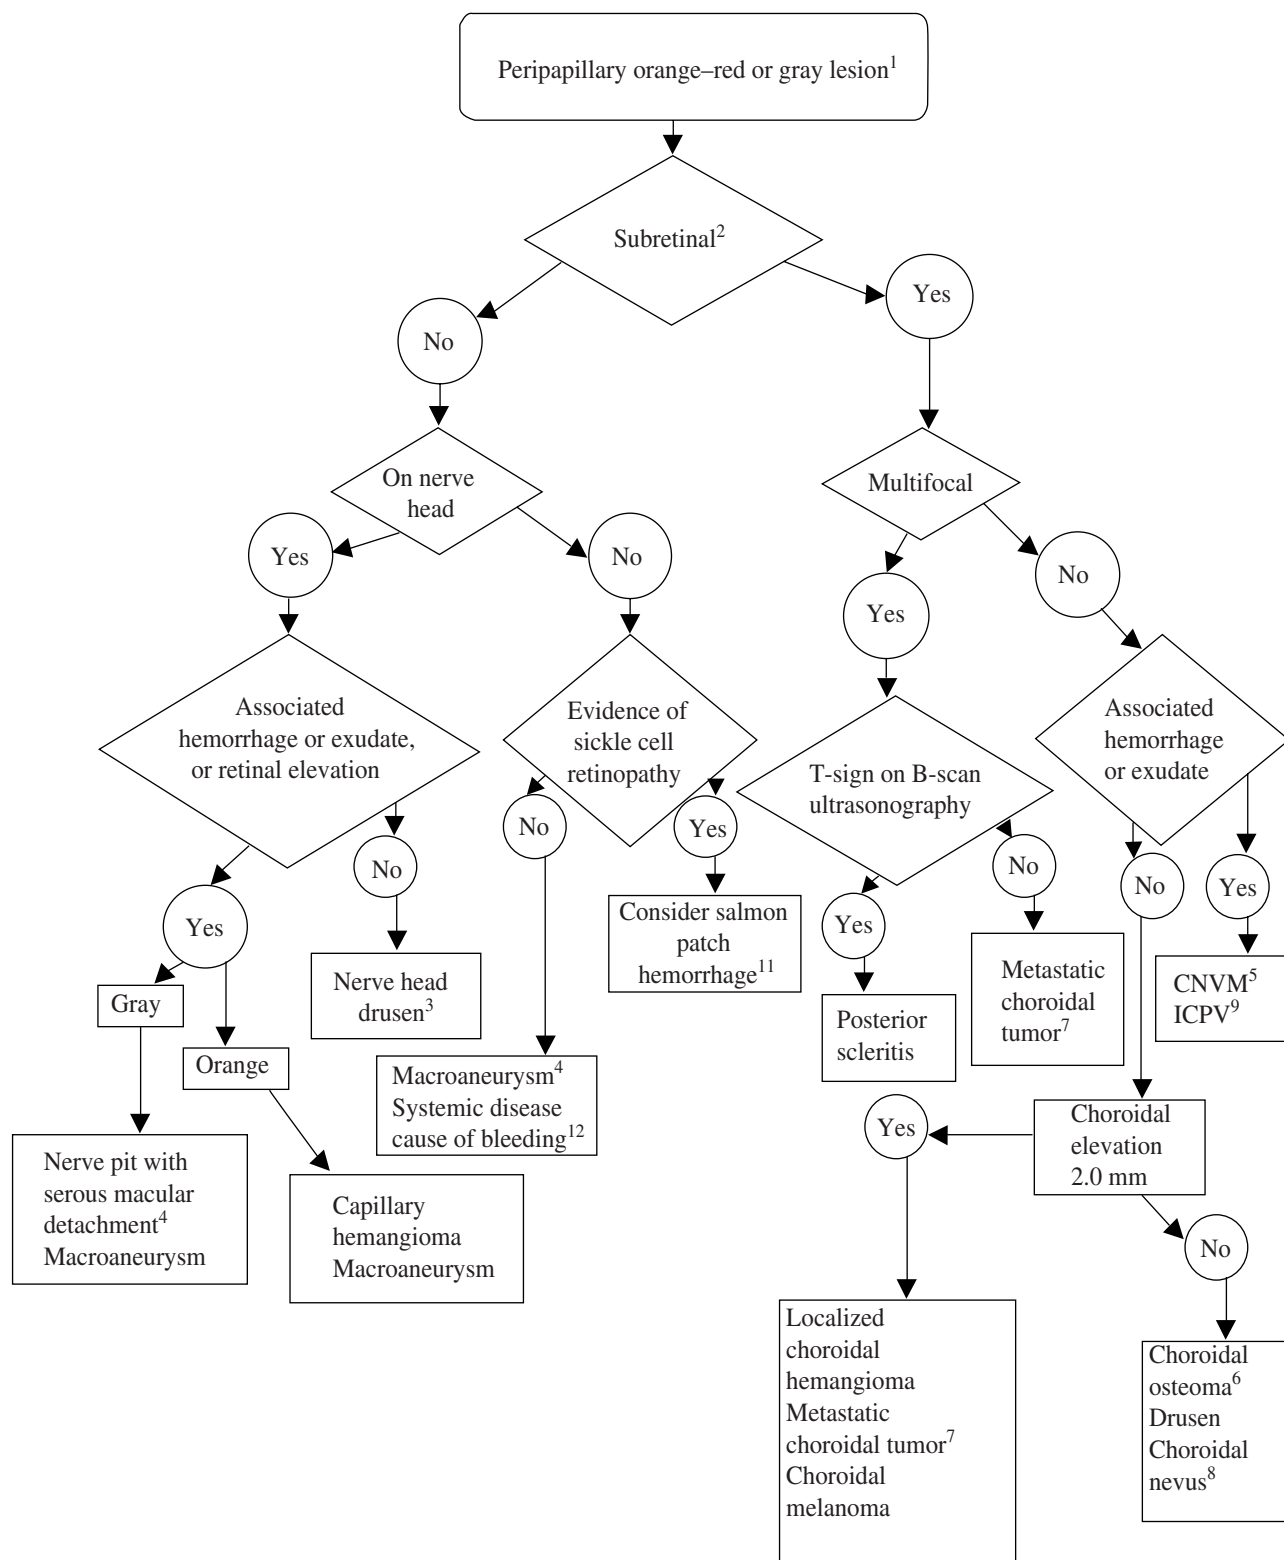 Peripapillary orange–red or gray lesion¹
Subretinal²
Yes
No
On nerve
head
Multifocal
Yes
No
Yes
No
Yes
No
Associated
hemorrhage or exudate,
or retinal elevation
Evidence of
sickle cell
retinopathy
T-sign on B-scan
ultrasonography
Associated
hemorrhage
or exudate
Yes
No
No
Yes
Yes
No
No
Yes
Gray
Orange
Nerve head
drusen³
Consider salmon
patch
hemorrhage¹¹
Posterior
scleritis
Metastatic
choroidal
tumor⁷
CNVM⁵
ICPV⁹
Macroaneurysm⁴
Systemic disease
cause of bleeding¹²
Yes
Choroidal
elevation
2.0 mm
No
Nerve pit with
serous macular
detachment⁴
Macroaneurysm
Capillary
hemangioma
Macroaneurysm
Localized
choroidal
hemangioma
Metastatic
choroidal tumor⁷
Choroidal
melanoma
Choroidal
osteoma⁶
Drusen
Choroidal
nevus⁸